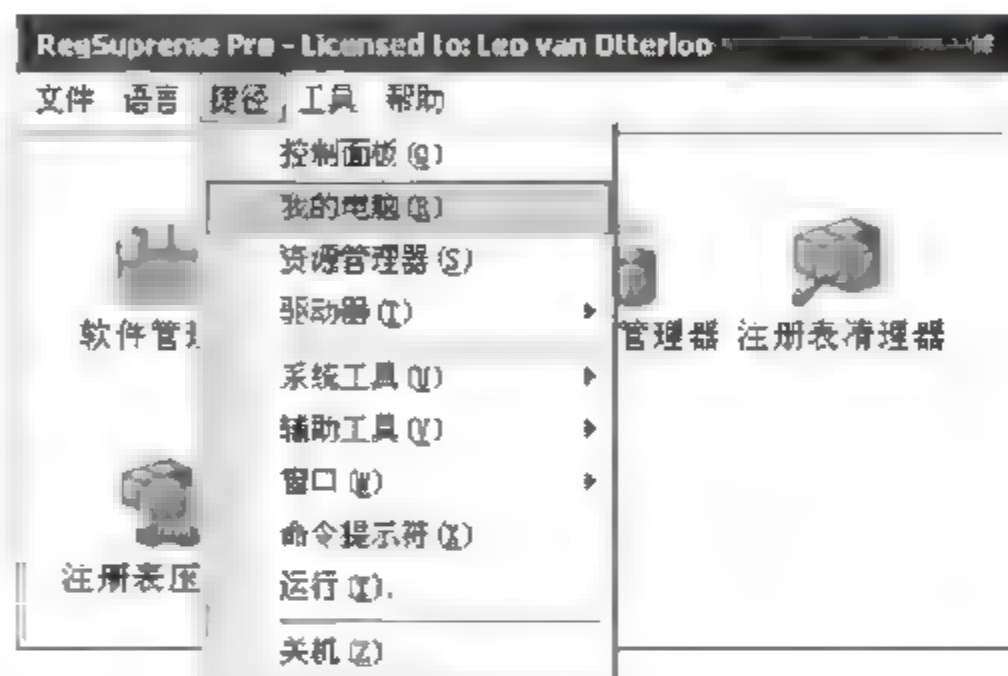 RegSupreme Pro - Licensed to: Leo van Otterloo
文件 语言 捷径 工具 帮助
控制面板(Q)
我的电脑(R)
资源管理器(S)
驱动器(T)
软件管理
管理器 注册表清理器
系统工具(U)
辅助工具(V)
窗口(W)
命令提示符(X)
注册表压
运行(Y).
关机(Z)